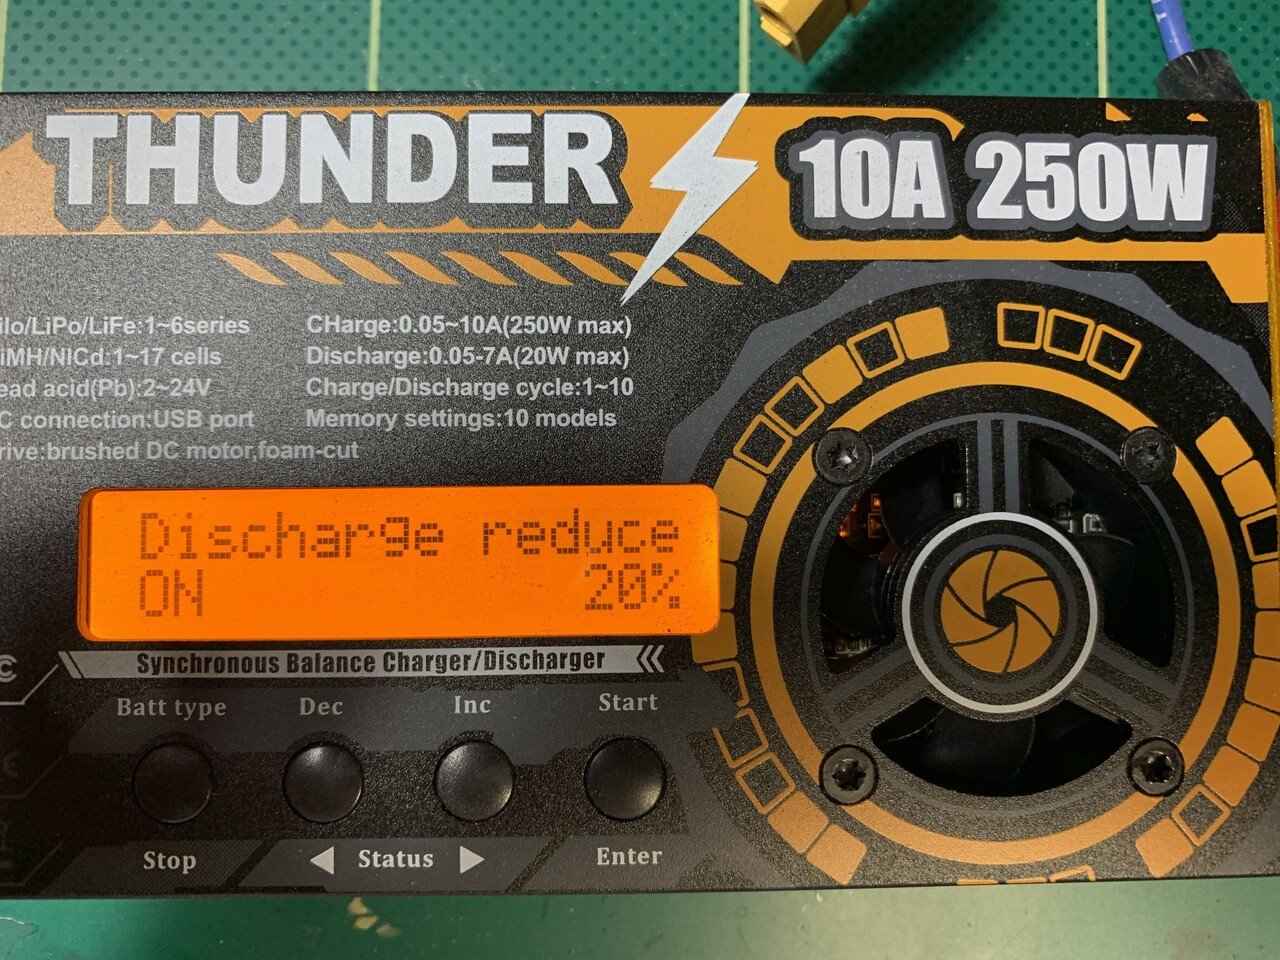 THUNDER 10A 250W
ilo/LiPo/LiFe:1~6series CHarge:0.05~10A(250W max)
iMH/NICd:1~17 cells Discharge:0.05-7A(20W max)
ead acid(Pb):2~24V Charge/Discharge cycle:1~10
C connection:USB port Memory settings:10 models
rive:brushed DC motor,foam-cut
Discharge reduce
ON 20%
Synchronous Balance Charger/Discharger
Batt type Dec Inc Start
Stop Status Enter